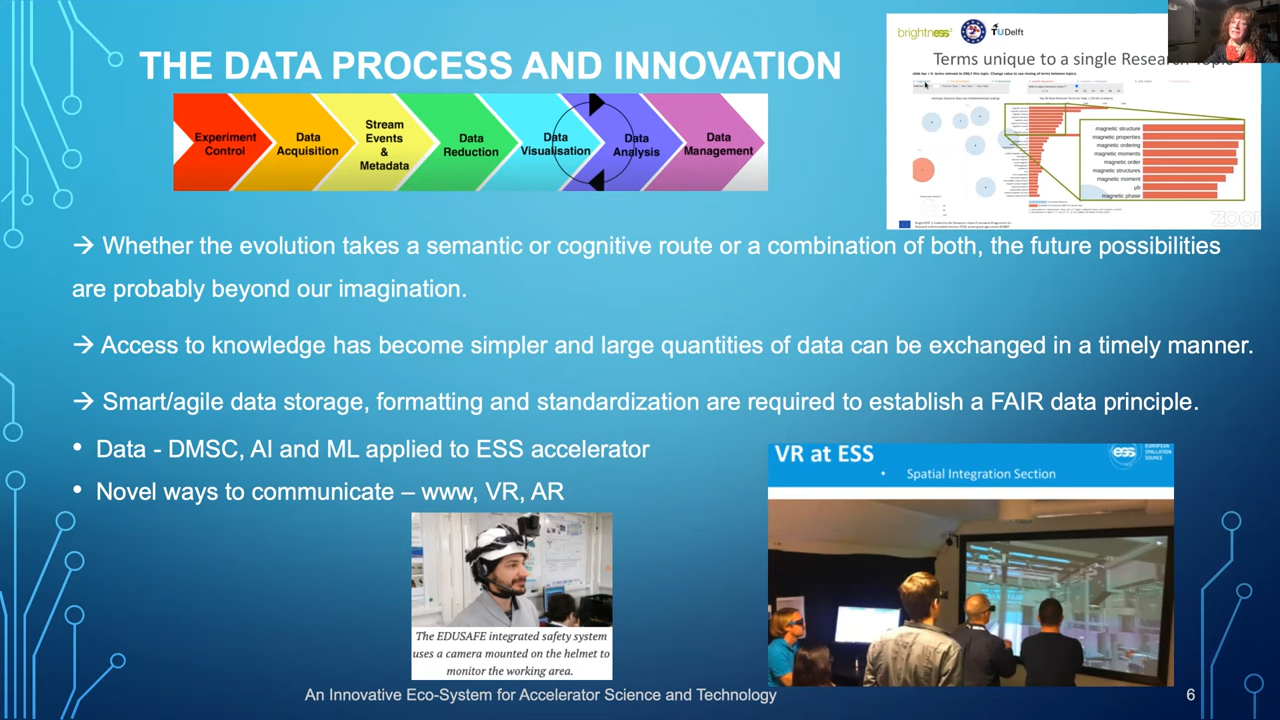 THE DATA PROCESS AND INNOVATION
Experiment
Control
Data
Acquisition
Stream
Events
&
Metadata
Data
Reduction
Data
Visualisation
Data
Analysis
Data
Management
brightness²
TU Delft
Terms unique to a single Research Topic
magnetic structure
magnetic properties
magnetic ordering
magnetic moments
magnetic order
magnetic structures
magnetic moment
μb
magnetic phase
zoom
→ Whether the evolution takes a semantic or cognitive route or a combination of both, the future possibilities
are probably beyond our imagination.
→ Access to knowledge has become simpler and large quantities of data can be exchanged in a timely manner.
→ Smart/agile data storage, formatting and standardization are required to establish a FAIR data principle.
• Data - DMSC, AI and ML applied to ESS accelerator
• Novel ways to communicate – www, VR, AR
The EDUSAFE integrated safety system
uses a camera mounted on the helmet to
monitor the working area.
VR at ESS
• Spatial Integration Section
ess
EUROPEAN
SPALLATION
SOURCE
An Innovative Eco-System for Accelerator Science and Technology
6